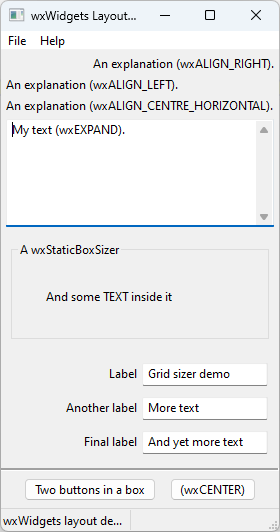 wxWidgets Layout...
File Help
An explanation (wxALIGN_RIGHT).
An explanation (wxALIGN_LEFT).
An explanation (wxALIGN_CENTRE_HORIZONTAL).
My text (wxEXPAND).
A wxStaticBoxSizer
And some TEXT inside it
Label Grid sizer demo
Another label More text
Final label And yet more text
Two buttons in a box (wxCENTER)
wxWidgets layout de...